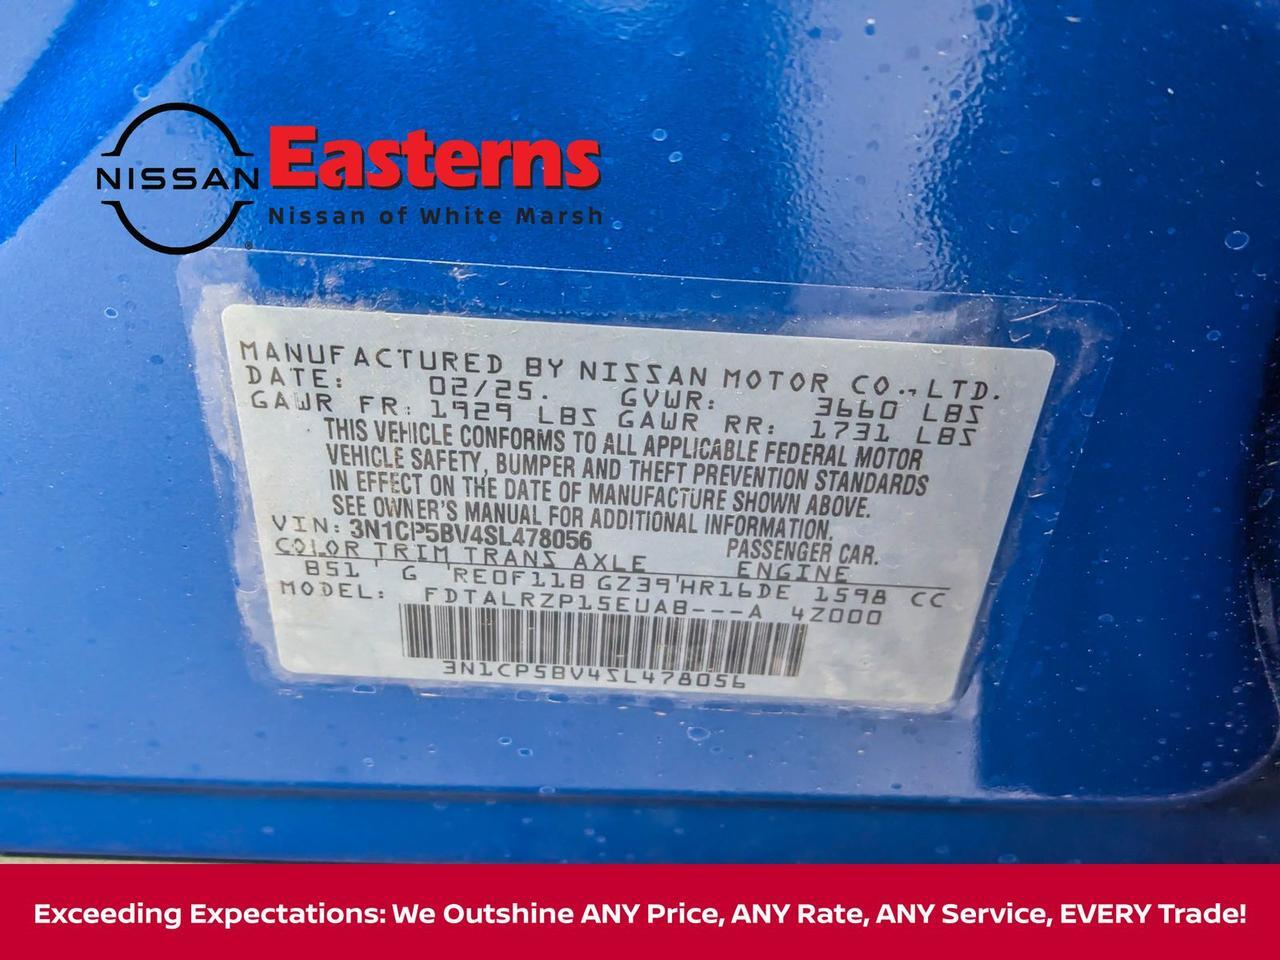 NISSAN
Easterns
Nissan of White Marsh
MANUFACTURED BY NISSAN MOTOR CO., LTD.
DATE: 02/25. GVWR: 3660 LBS
GAWR FR: 1929 LBS GAWR RR: 1731 LBS
THIS VEHICLE CONFORMS TO ALL APPLICABLE FEDERAL MOTOR
VEHICLE SAFETY, BUMPER AND THEFT PREVENTION STANDARDS
IN EFFECT ON THE DATE OF MANUFACTURE SHOWN ABOVE.
SEE OWNER'S MANUAL FOR ADDITIONAL INFORMATION.
VIN: 3N1CP5BV4SL478056 PASSENGER CAR.
COLOR TRIM TRANS AXLE ENGINE
B51 G RE0F11B GZ39 HR16DE 1598 CC
MODEL: FDTALRZP15EUAB---A 4Z000
3N1CP5BV4SL478056
Exceeding Expectations: We Outshine ANY Price, ANY Rate, ANY Service, EVERY Trade!